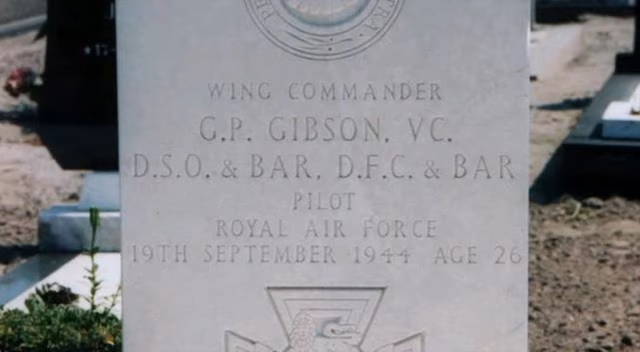 WING COMMANDER
G.P. GIBSON, VC.
D.S.O. & BAR, D.F.C. & BAR
PILOT
ROYAL AIR FORCE
19TH SEPTEMBER 1944 AGE 26